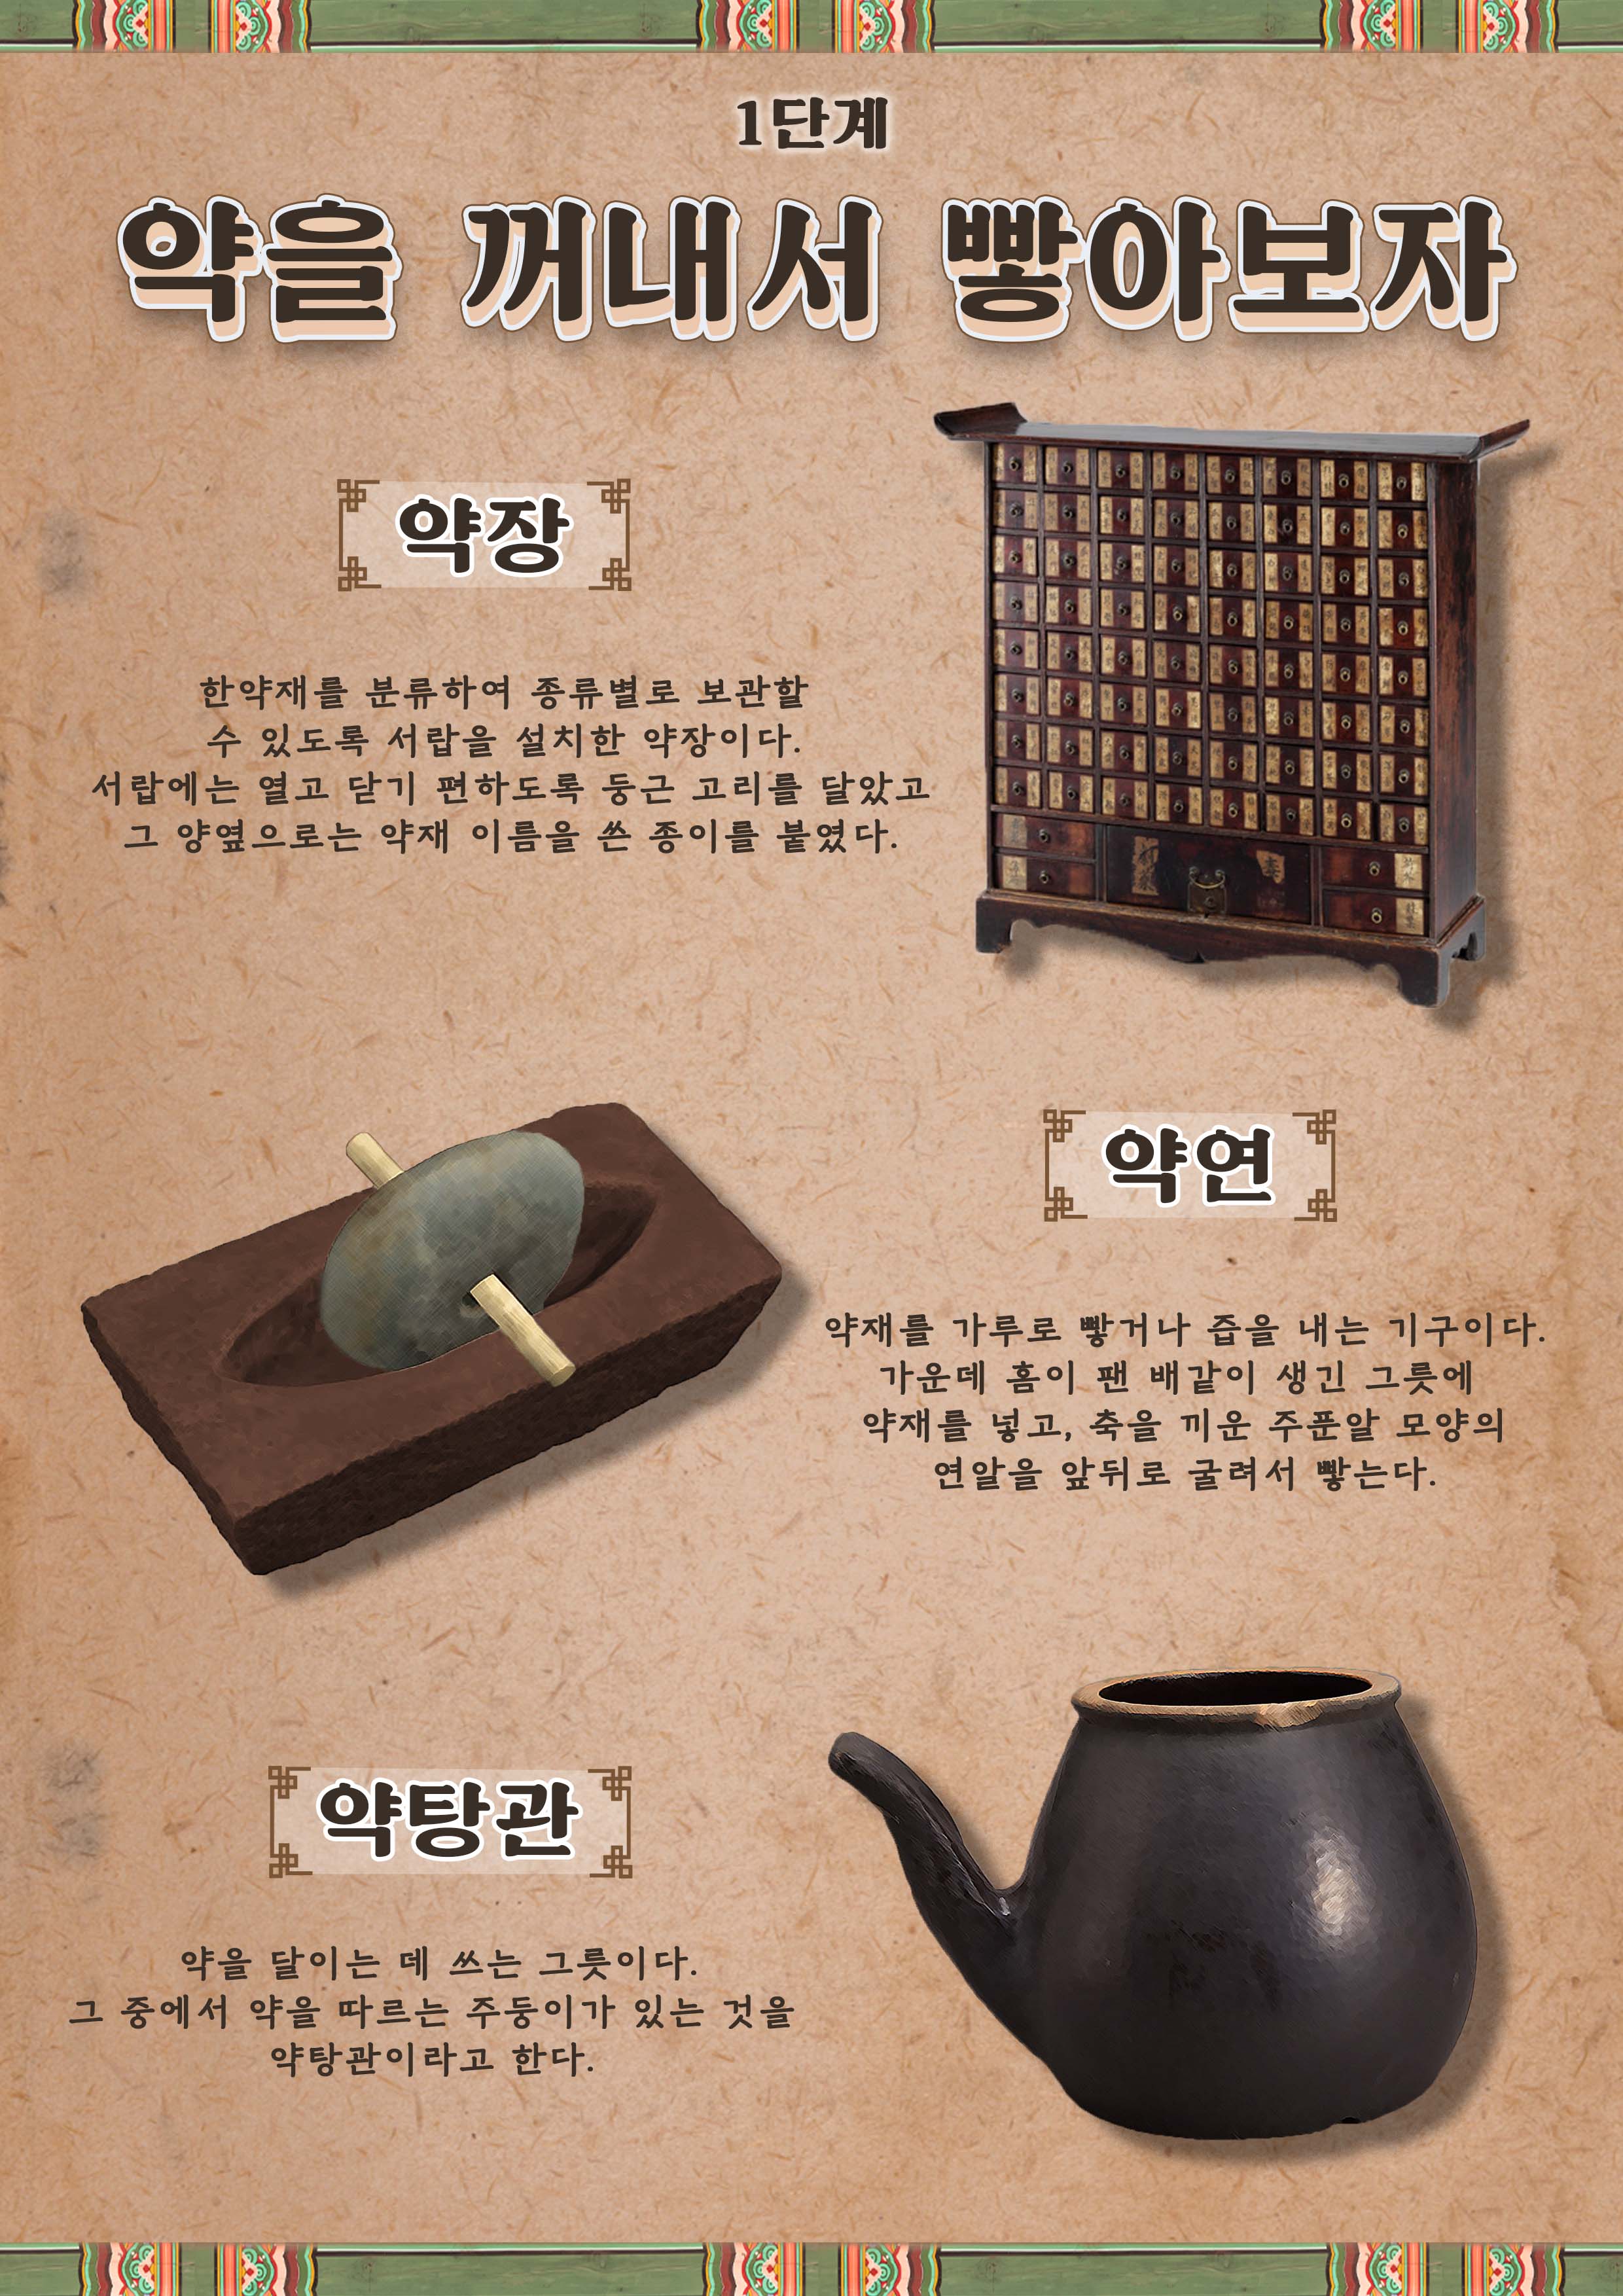 1단계
약을 꺼내서 빻아보자
약장
한약재를 분류하여 종류별로 보관할
수 있도록 서랍을 설치한 약장이다.
서랍에는 열고 닫기 편하도록 둥근 고리를 달았고
그 양옆으로는 약재 이름을 쓴 종이를 붙였다.
약연
약재를 가루로 빻거나 즙을 내는 기구이다.
가운데 홈이 팬 배같이 생긴 그릇에
약재를 넣고, 축을 끼운 주판알 모양의
연알을 앞뒤로 굴려서 빻는다.
약탕관
약을 달이는 데 쓰는 그릇이다.
그 중에서 약을 따르는 주둥이가 있는 것을
약탕관이라고 한다.